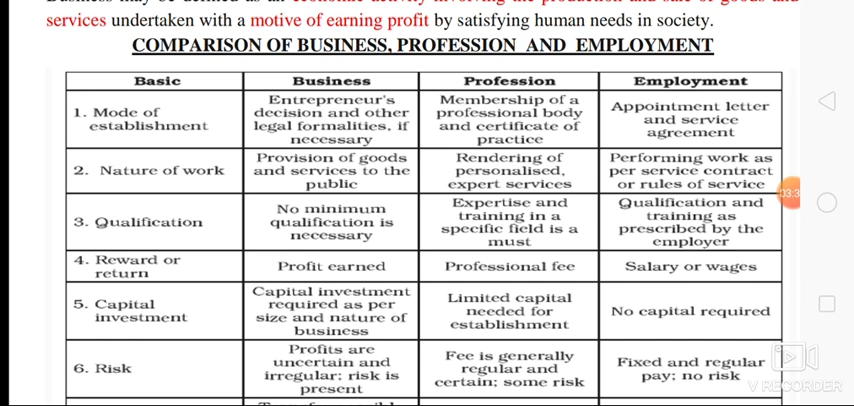 services undertaken with a motive of earning profit by satisfying human needs in society.
COMPARISON OF BUSINESS, PROFESSION AND EMPLOYMENT
Basic Business Profession Employment
1. Mode of establishment
Entrepreneur's
decision and other
legal formalities, if
necessary
Membership of a
professional body
and certificate of
practice
Appointment letter
and service
agreement
2. Nature of work
Provision of goods
and services to the
public
Rendering of
personalised,
expert services
Performing work as
per service contract
or rules of service
3. Qualification
No minimum
qualification is
necessary
Expertise and
training in a
specific field is a
must
Qualification and
training as
prescribed by the
employer
4. Reward or
return
Profit earned
Professional fee
Salary or wages
5. Capital
investment
Capital investment
required as per
size and nature of
business
Limited capital
needed for
establishment
No capital required
6. Risk
Profits are
uncertain and
irregular; risk is
present
Fee is generally
regular and
certain; some risk
Fixed and regular
pay; no risk
03:3
V RECORDER